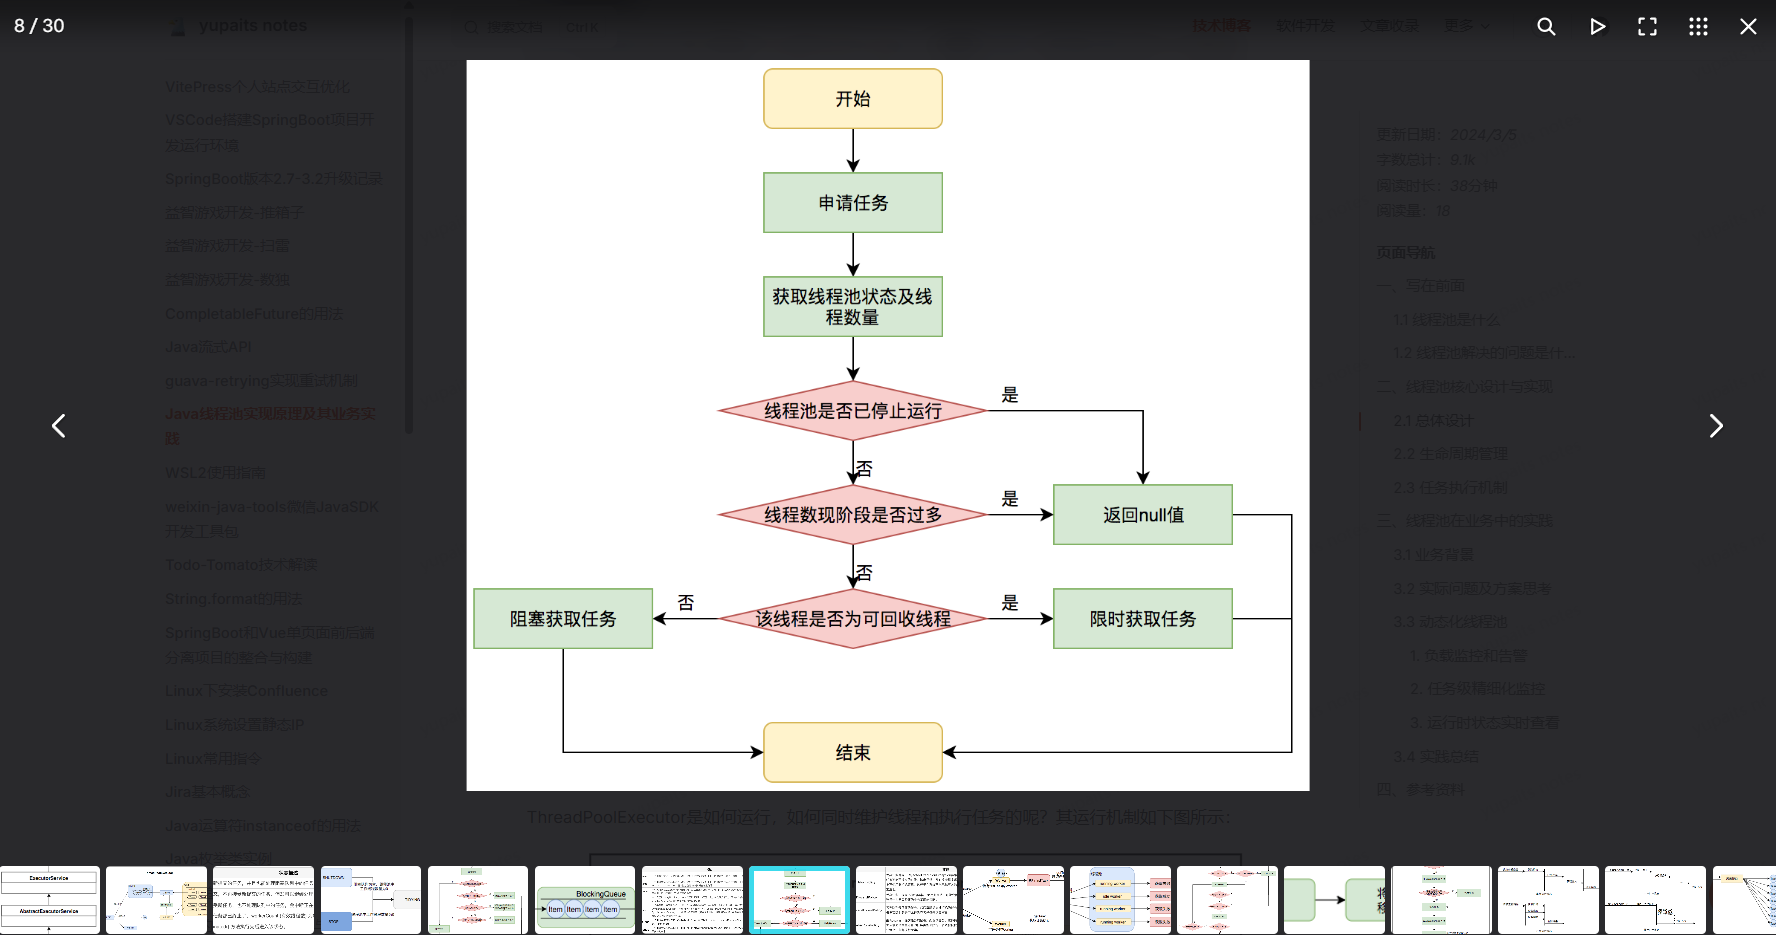 8 / 30
yupaits notes
搜索文档
Ctrl K
技术博客
软件开发
文章收录
更多
VitePress个人站点交互优化
VSCode搭建SpringBoot项目开
发运行环境
SpringBoot版本2.7-3.2升级记录
益智游戏开发-推箱子
益智游戏开发-扫雷
益智游戏开发-数独
CompletableFuture的用法
Java流式API
guava-retrying实现重试机制
Java线程池实现原理及其业务实
践
WSL2使用指南
weixin-java-tools微信JavaSDK
开发工具包
Todo-Tomato技术解读
String.format的用法
SpringBoot和Vue单页面前后端
分离项目的整合与构建
Linux下安装Confluence
Linux系统设置静态IP
Linux常用指令
Jira基本概念
Java运算符instanceof的用法
Java枚举类实例
开始
申请任务
获取线程池状态及线
程数量
线程池是否已停止运行
是
否
线程数现阶段是否过多
是
返回null值
否
阻塞获取任务
否
该线程是否为可回收线程
是
限时获取任务
结束
ThreadPoolExecutor是如何运行，如何同时维护线程和执行任务的呢？其运行机制如下图所示：
更新日期：2024/3/5
字数总计：9.1k
阅读时长：38分钟
阅读量：18
页面导航
一、写在前面
1.1 线程池是什么
1.2 线程池解决的问题是什...
二、线程池核心设计与实现
2.1 总体设计
2.2 生命周期管理
2.3 任务执行机制
三、线程池在业务中的实践
3.1 业务背景
3.2 实际问题及方案思考
3.3 动态化线程池
1. 负载监控和告警
2. 任务级精细化监控
3. 运行时状态实时查看
3.4 实践总结
四、参考资料
ExecutorService
AbstractExecutorService
BlockingQueue
Item
Item
Item
Item